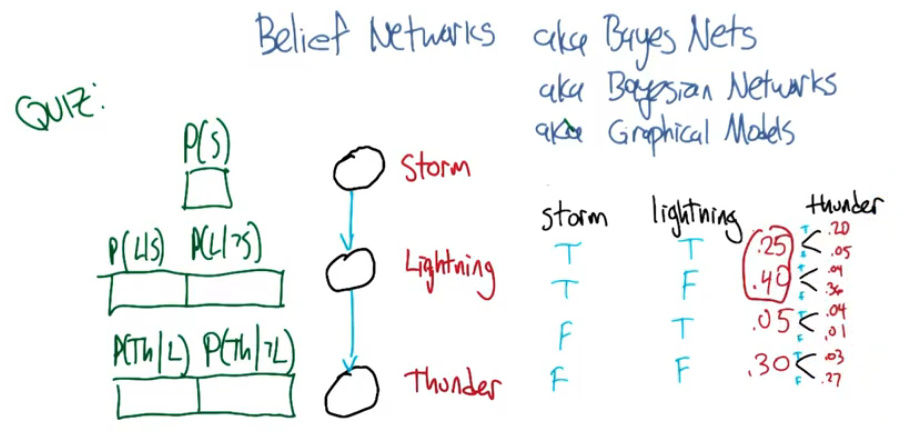 Belief Networks aka Bayes Nets
aka Bayesian Networks
aka Graphical Models
QUIZ:
P(S)
P(L|S) P(L|¬S)
P(Th|L) P(Th|¬L)
Storm
Lightning
Thunder
storm lightning thunder
T T .25 T .20
F .05
T F .40 T .04
F .36
F T .05 T .04
F .01
F F .30 T .03
F .27